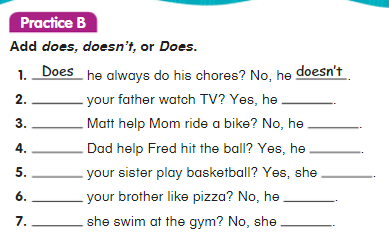 Practice B
Add does, doesn't, or Does.
1. Does he always do his chores? No, he doesn't.
2. ______ your father watch TV? Yes, he ______.
3. ______ Matt help Mom ride a bike? No, he ______.
4. ______ Dad help Fred hit the ball? Yes, he ______.
5. ______ your sister play basketball? Yes, she ______.
6. ______ your brother like pizza? No, he ______.
7. ______ she swim at the gym? No, she ______.